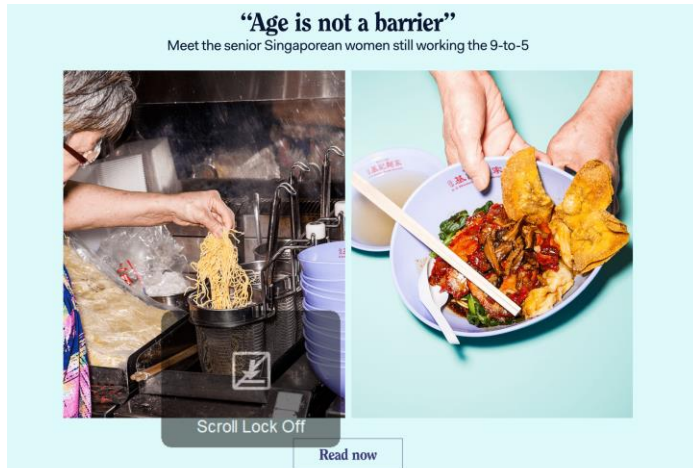 “Age is not a barrier”
Meet the senior Singaporean women still working the 9-to-5
Scroll Lock Off
Read now